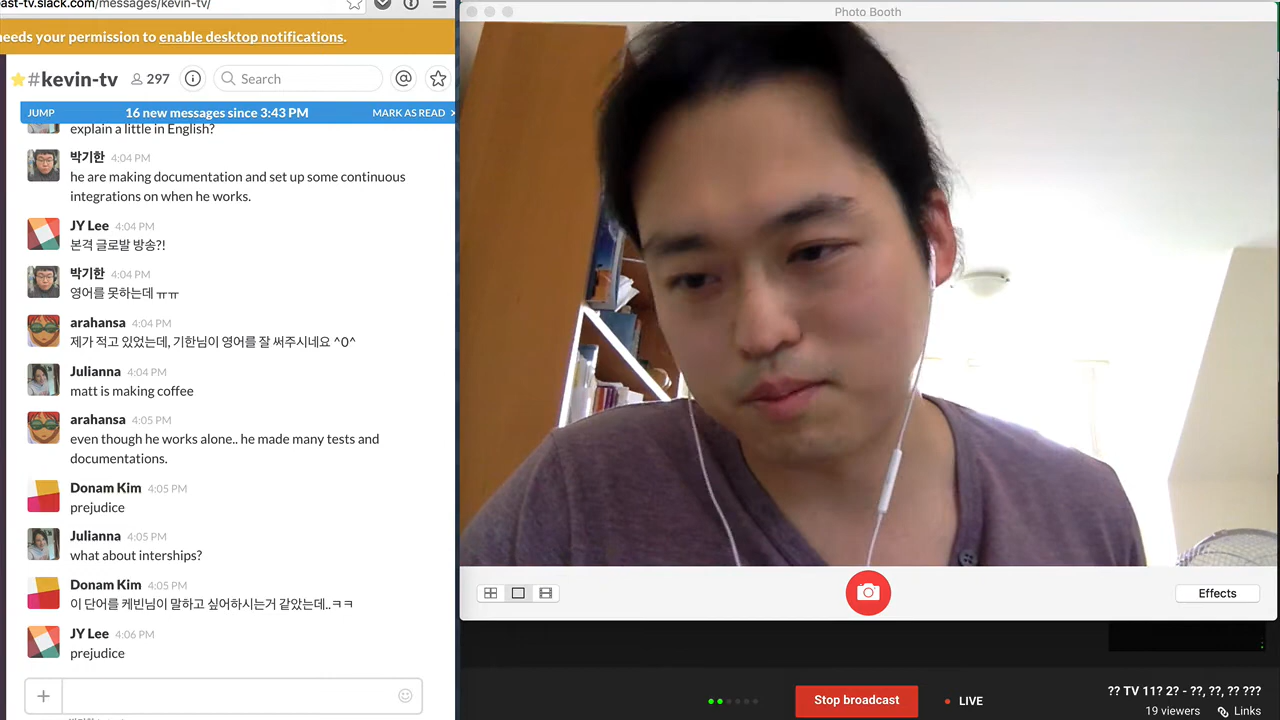 ast-tv.slack.com/messages/kevin-tv/
eeds your permission to enable desktop notifications.
#kevin-tv 297 Search
JUMP 16 new messages since 3:43 PM MARK AS READ
explain a little in English?
박기한 4:04 PM
he are making documentation and set up some continuous
integrations on when he works.
JY Lee 4:04 PM
본격 글로발 방송?!
박기한 4:04 PM
영어를 못하는데 ㅠㅠ
arahansa 4:04 PM
제가 적고 있었는데, 기한님이 영어를 잘 써주시네요 ^0^
Julianna 4:04 PM
matt is making coffee
arahansa 4:05 PM
even though he works alone.. he made many tests and
documentations.
Donam Kim 4:05 PM
prejudice
Julianna 4:05 PM
what about interships?
Donam Kim 4:05 PM
이 단어를 케빈님이 말하고 싶어하시는거 같았는데..ㅋㅋ
JY Lee 4:06 PM
prejudice
Photo Booth
Effects
Stop broadcast
LIVE
?? TV 11? 2? - ??, ??, ?? ???
19 viewers Links